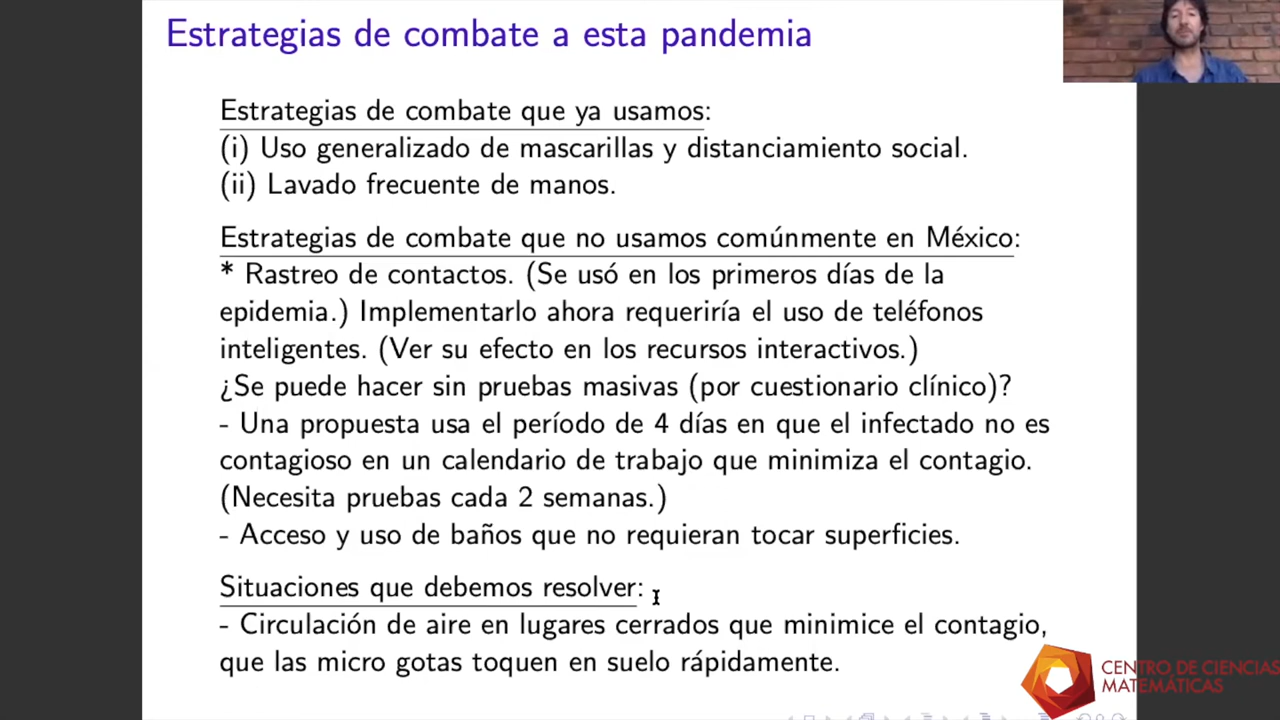 Estrategias de combate a esta pandemia
Estrategias de combate que ya usamos:
(i) Uso generalizado de mascarillas y distanciamiento social.
(ii) Lavado frecuente de manos.
Estrategias de combate que no usamos comúnmente en México:
* Rastreo de contactos. (Se usó en los primeros días de la
epidemia.) Implementarlo ahora requeriría el uso de teléfonos
inteligentes. (Ver su efecto en los recursos interactivos.)
¿Se puede hacer sin pruebas masivas (por cuestionario clínico)?
- Una propuesta usa el período de 4 días en que el infectado no es
contagioso en un calendario de trabajo que minimiza el contagio.
(Necesita pruebas cada 2 semanas.)
- Acceso y uso de baños que no requieran tocar superficies.
Situaciones que debemos resolver:
- Circulación de aire en lugares cerrados que minimice el contagio,
que las micro gotas toquen en suelo rápidamente.
CENTRO DE CIENCIAS
MATEMÁTICAS